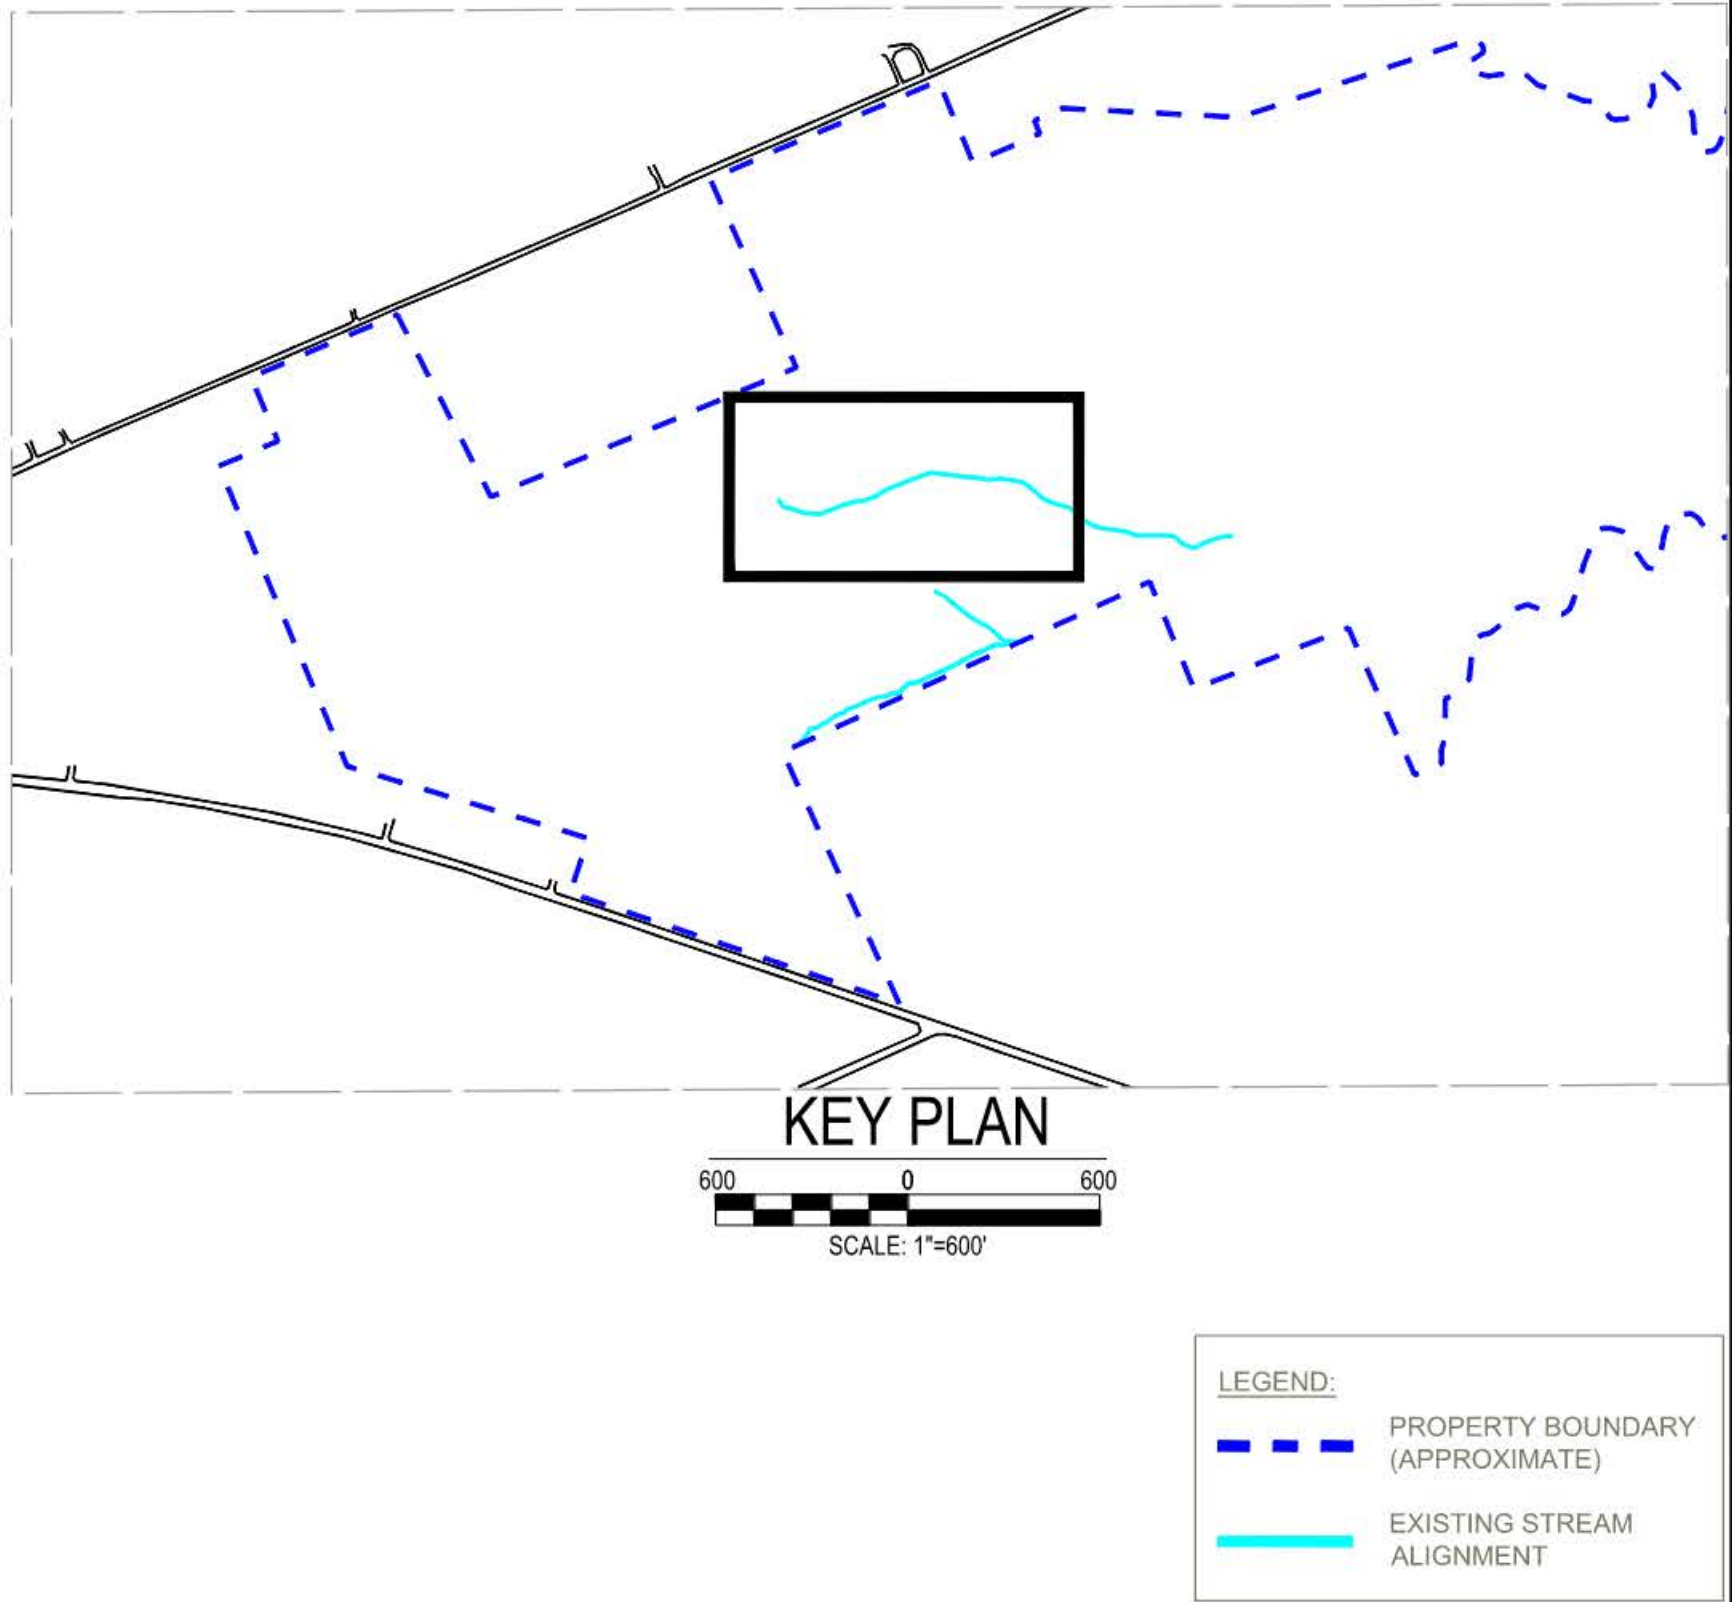 KEY PLAN
600 0 600
SCALE: 1"=600'
LEGEND:
PROPERTY BOUNDARY
(APPROXIMATE)
EXISTING STREAM
ALIGNMENT